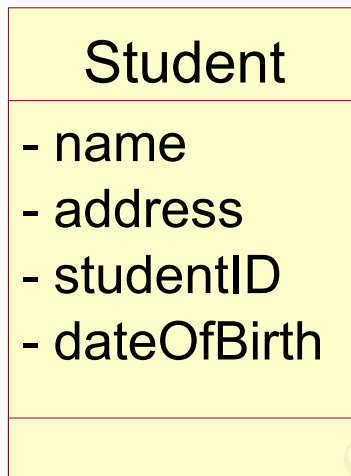 Student
- name
- address
- studentID
- dateOfBirth